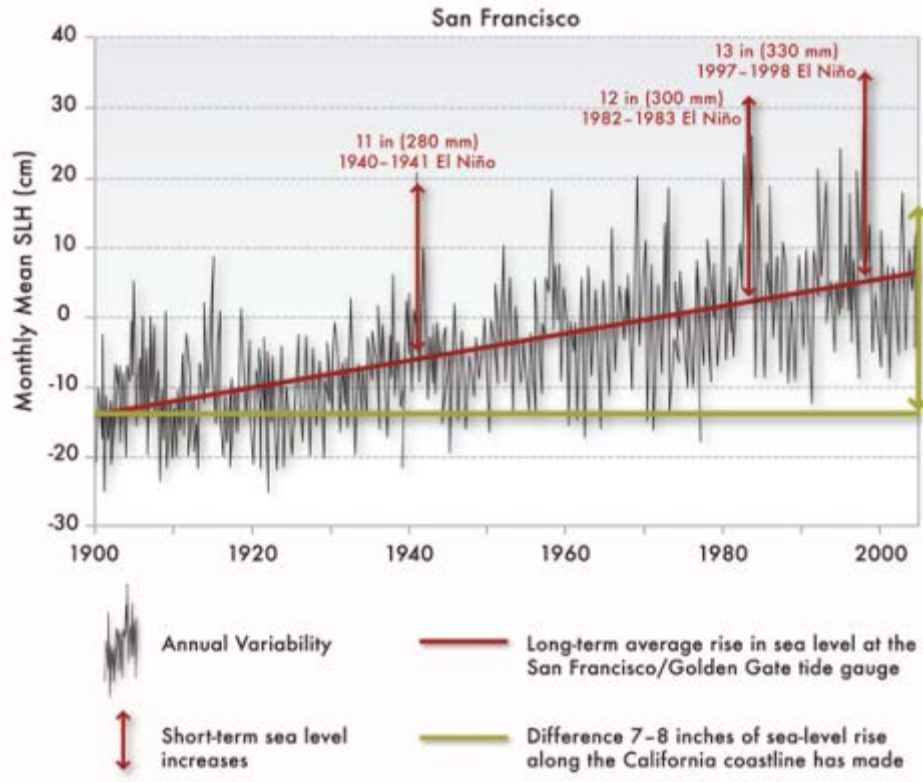 San Francisco
40
30
20
10
0
-10
-20
-30
Monthly Mean SLH (cm)
13 in (330 mm)
1997–1998 El Niño
12 in (300 mm)
1982–1983 El Niño
11 in (280 mm)
1940–1941 El Niño
1900
1920
1940
1960
1980
2000
Annual Variability
Long-term average rise in sea level at the
San Francisco/Golden Gate tide gauge
Short-term sea level
increases
Difference 7–8 inches of sea-level rise
along the California coastline has made